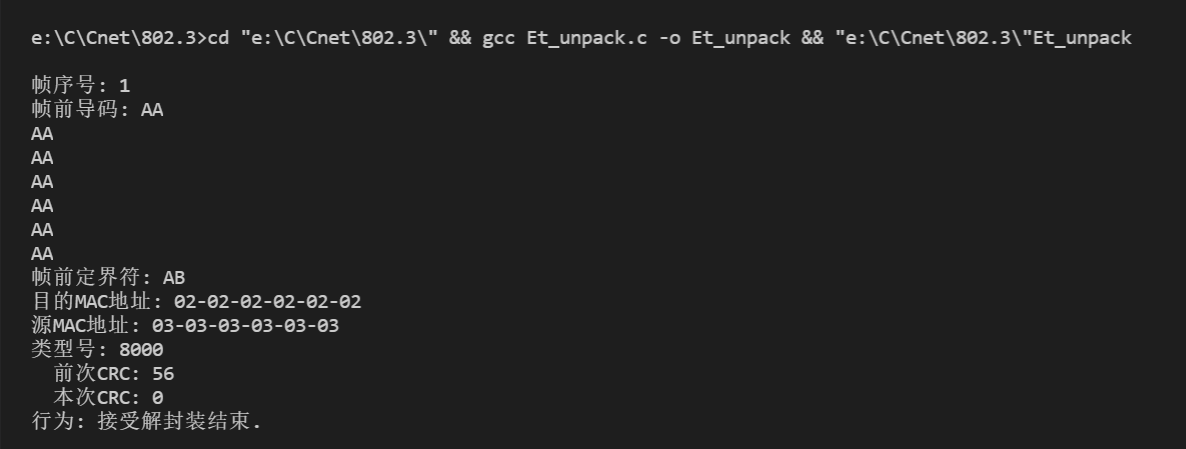 e:\C\Cnet\802.3>cd "e:\C\Cnet\802.3\" && gcc Et_unpack.c -o Et_unpack && "e:\C\Cnet\802.3\"Et_unpack
帧序号: 1
帧前导码: AA
AA
AA
AA
AA
AA
AA
帧前定界符: AB
目的MAC地址: 02-02-02-02-02-02
源MAC地址: 03-03-03-03-03-03
类型号: 8000
前次CRC: 56
本次CRC: 0
行为: 接受解封装结束.